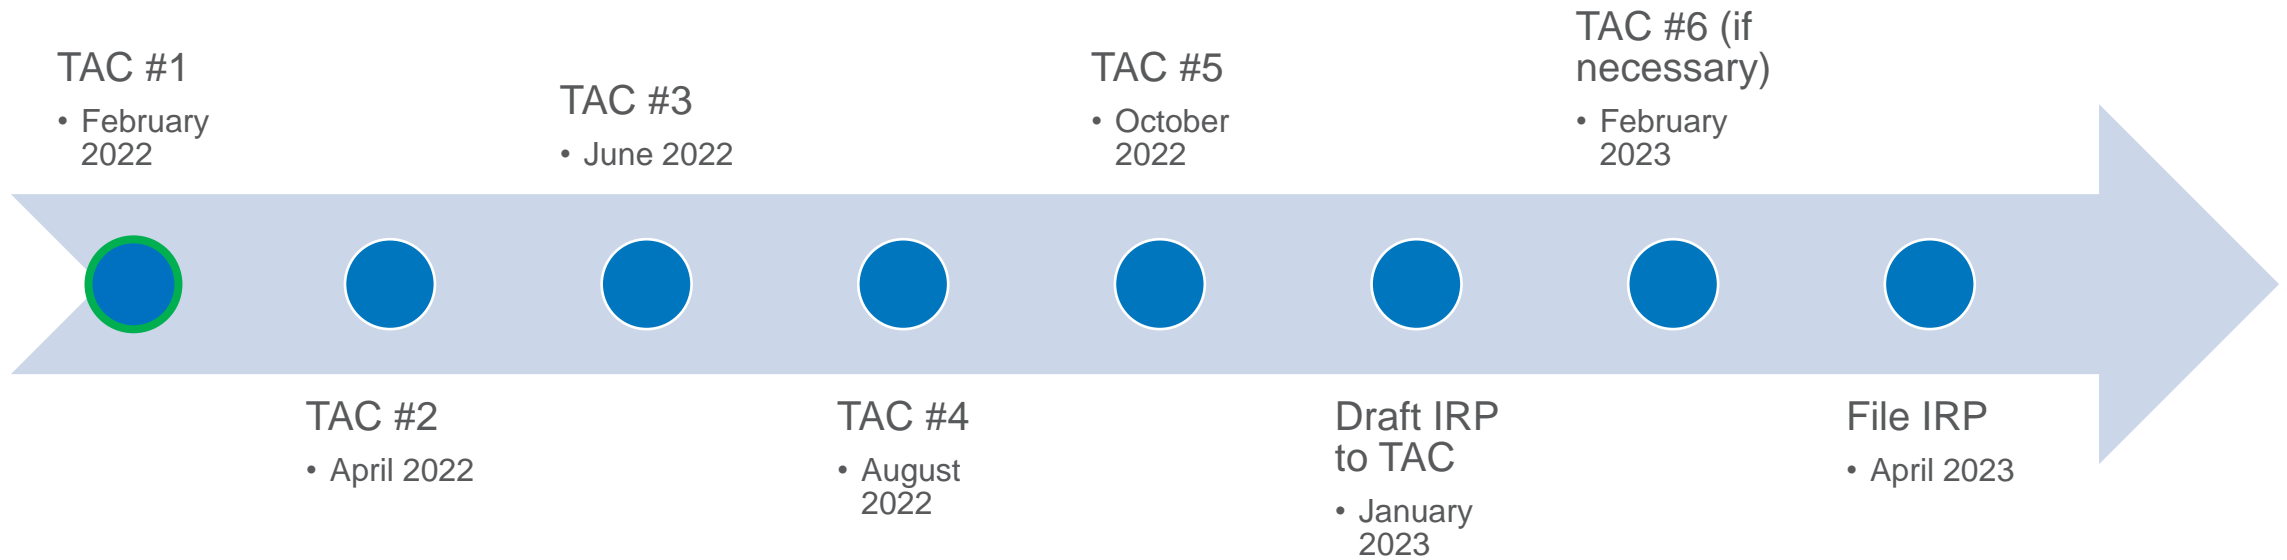 TAC #1
• February
2022
TAC #2
• April 2022
TAC #3
• June 2022
TAC #4
• August
2022
TAC #5
• October
2022
Draft IRP
to TAC
• January
2023
TAC #6 (if
necessary)
• February
2023
File IRP
• April 2023